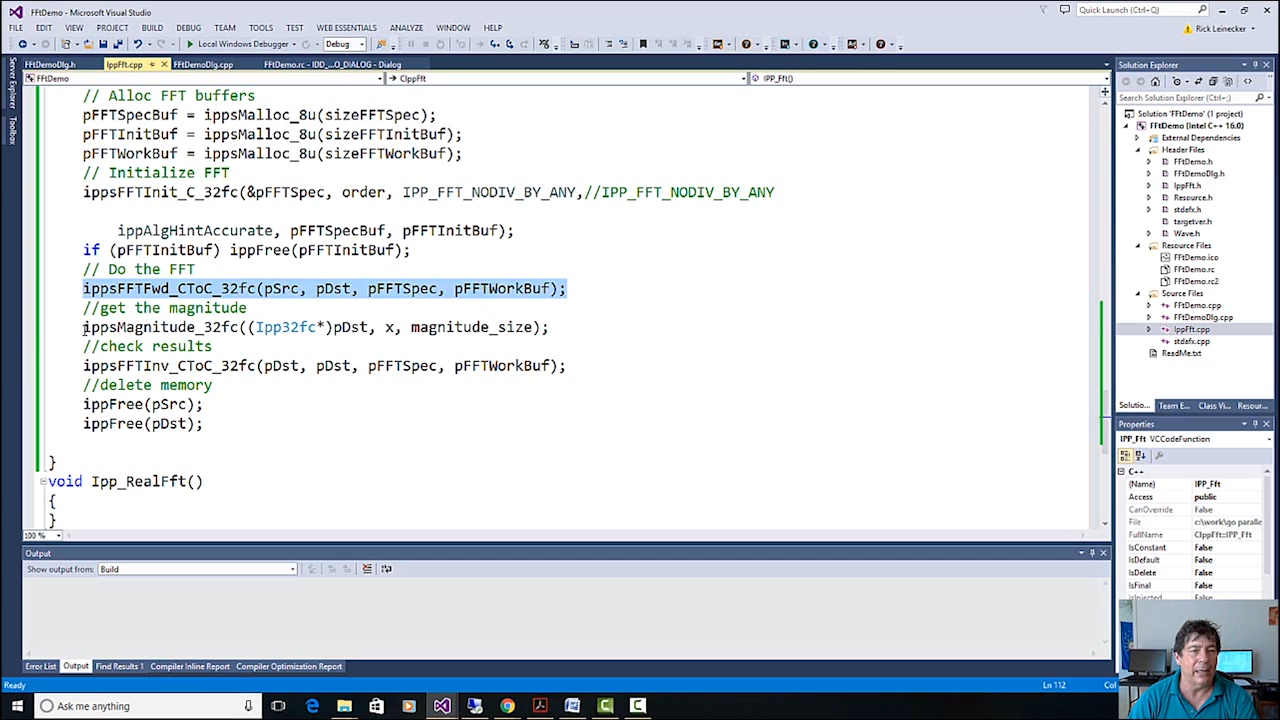 FFtDemo - Microsoft Visual Studio
Quick Launch (Ctrl+Q)
FILE EDIT VIEW PROJECT BUILD DEBUG TEAM TOOLS TEST WEB ESSENTIALS ANALYZE WINDOW HELP
Rick Leinecker
Local Windows Debugger Debug
FFtDemoDlg.h IppFft.cpp FFtDemoDlg.cpp FFtDemo.rc - IDD_...O_DIALOG - Dialog
FFtDemo CIppFft IPP_Fft()
Server Explorer
Toolbox
// Alloc FFT buffers
pFFTSpecBuf = ippsMalloc_8u(sizeFFTSpec);
pFFTInitBuf = ippsMalloc_8u(sizeFFTInitBuf);
pFFTWorkBuf = ippsMalloc_8u(sizeFFTWorkBuf);
// Initialize FFT
ippsFFTInit_C_32fc(&pFFTSpec, order, IPP_FFT_NODIV_BY_ANY,//IPP_FFT_NODIV_BY_ANY
ippAlgHintAccurate, pFFTSpecBuf, pFFTInitBuf);
if (pFFTInitBuf) ippFree(pFFTInitBuf);
// Do the FFT
ippsFFTFwd_CToC_32fc(pSrc, pDst, pFFTSpec, pFFTWorkBuf);
//get the magnitude
ippsMagnitude_32fc((Ipp32fc*)pDst, x, magnitude_size);
//check results
ippsFFTInv_CToC_32fc(pDst, pDst, pFFTSpec, pFFTWorkBuf);
//delete memory
ippFree(pSrc);
ippFree(pDst);
}
void Ipp_RealFft()
{
}
100 %
Output
Show output from: Build
Error List Output Find Results 1 Compiler Inline Report Compiler Optimization Report
Solution Explorer
Search Solution Explorer (Ctrl+;)
Solution 'FFtDemo' (1 project)
FFtDemo (Intel C++ 16.0)
External Dependencies
Header Files
FFtDemo.h
FFtDemoDlg.h
IppFft.h
Resource.h
stdafx.h
targetver.h
Wave.h
Resource Files
FFtDemo.ico
FFtDemo.rc
FFtDemo.rc2
Source Files
FFtDemo.cpp
FFtDemoDlg.cpp
IppFft.cpp
stdafx.cpp
ReadMe.txt
Solutio... Team E... Class Vi... Resour...
Properties
IPP_Fft VCCodeFunction
C++
(Name) IPP_Fft
Access public
CanOverride False
File c:\work\go paralle
FullName CIppFft::IPP_Fft
IsConstant False
IsDefault False
IsDelete False
IsFinal False
IsInjected False
Ready Ln 112 Col
Ask me anything